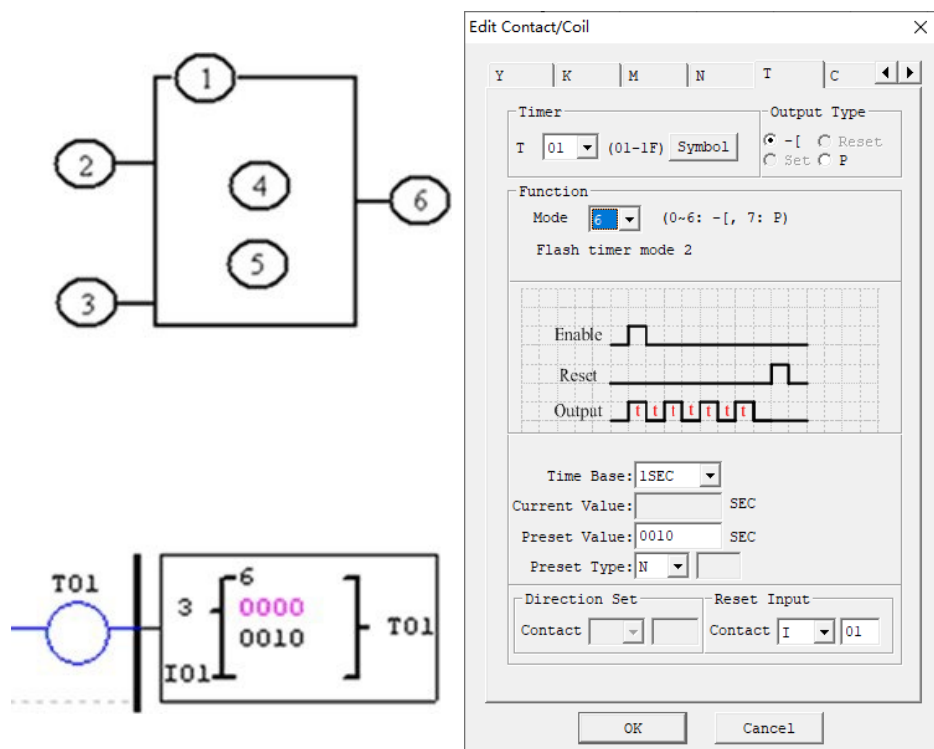 1
2
4
6
5
3
T01
6
3
0000
0010
T01
I01
Edit Contact/Coil
Y K M N T C
Timer
T 01 (01-1F) Symbol
Output Type
-[ Reset
Set P
Function
Mode 6 (0~6: -[, 7: P)
Flash timer mode 2
Enable
Reset
Output t t t t t t t
Time Base: 1SEC
Current Value: SEC
Preset Value: 0010 SEC
Preset Type: N
Direction Set
Contact
Reset Input
Contact I 01
OK Cancel